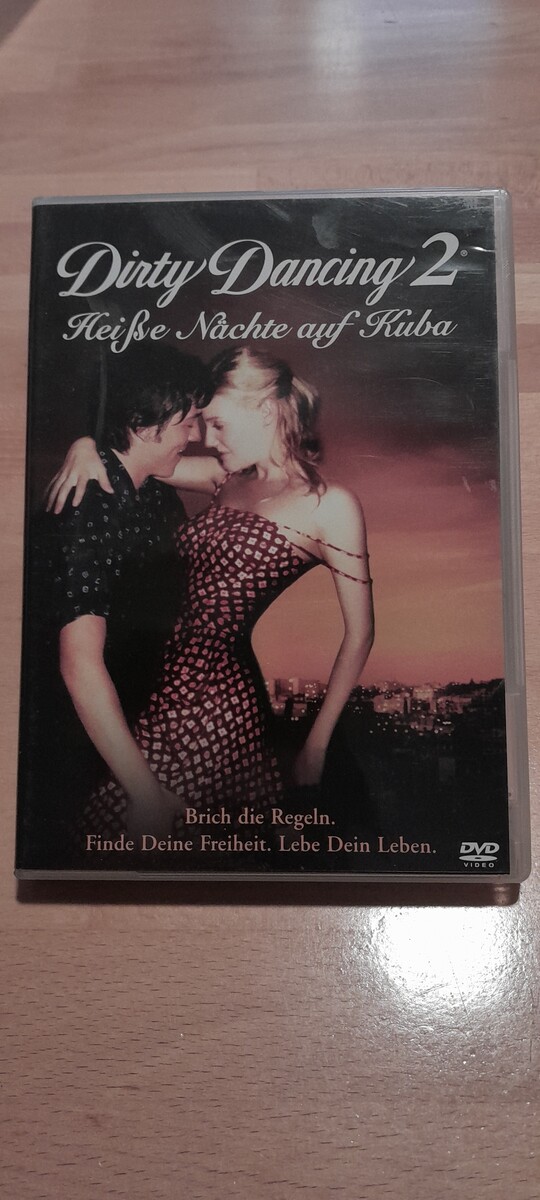 Dirty Dancing 2®
Heiße Nächte auf Kuba
Brich die Regeln.
Finde Deine Freiheit. Lebe Dein Leben.
DVD
VIDEO